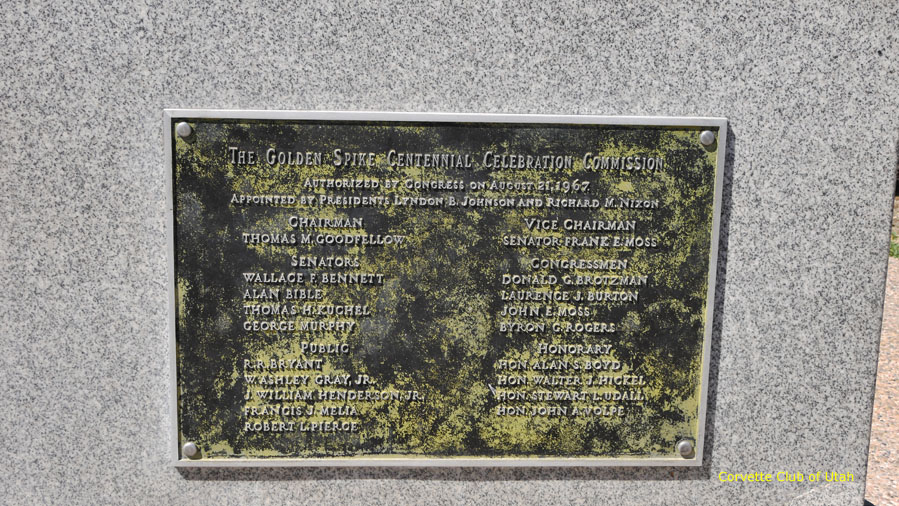 THE GOLDEN SPIKE CENTENNIAL CELEBRATION COMMISSION
AUTHORIZED BY CONGRESS ON AUGUST 21, 1967
APPOINTED BY PRESIDENTS LYNDON B. JOHNSON AND RICHARD M. NIXON
CHAIRMAN
THOMAS M. GOODFELLOW
SENATORS
WALLACE F. BENNETT
ALAN BIBLE
THOMAS H. KUCHEL
GEORGE MURPHY
PUBLIC
R. R. BRYANT
W. ASHLEY GRAY, JR.
J. WILLIAM HENDERSON, JR.
FRANCIS J. MELIA
ROBERT L. PIERCE
VICE CHAIRMAN
SENATOR FRANK E. MOSS
CONGRESSMEN
DONALD G. BROTZMAN
LAURENCE J. BURTON
JOHN E. MOSS
BYRON G. ROGERS
HONORARY
HON. ALAN S. BOYD
HON. WALTER J. HICKEL
HON. STEWART L. UDALL
HON. JOHN A. VOLPE
Corvette Club of Utah